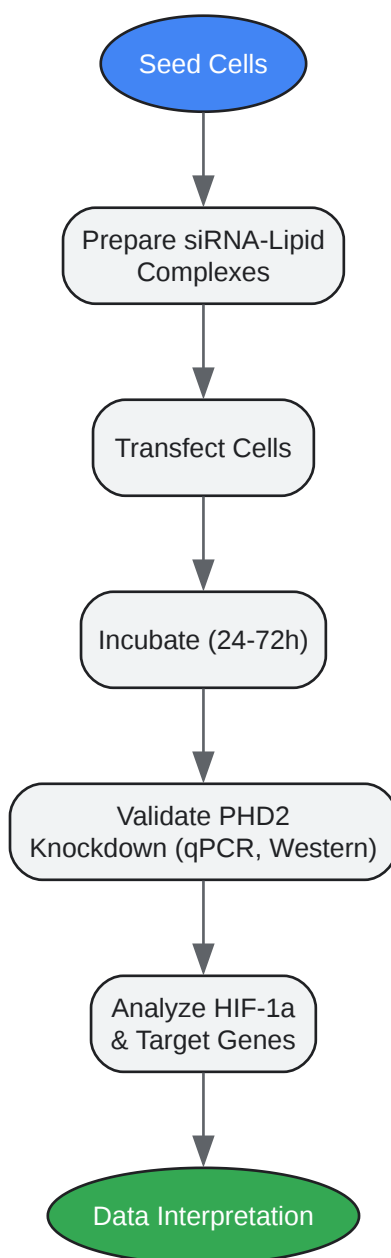 Seed Cells
Prepare siRNA-Lipid
Complexes
Transfect Cells
Incubate (24-72h)
Validate PHD2
Knockdown (qPCR, Western)
Analyze HIF-1a
& Target Genes
Data Interpretation